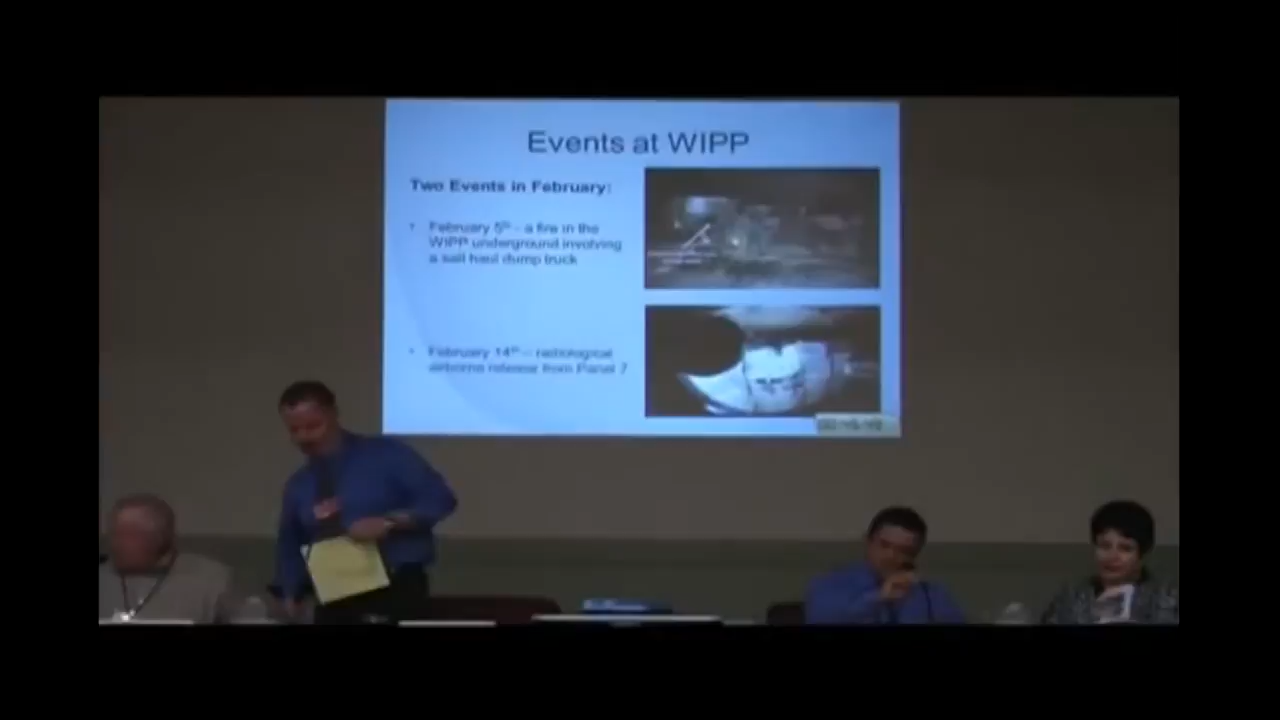 Events at WIPP
Two Events in February:
• February 5th - a fire in the
WIPP underground involving
a salt haul dump truck
• February 14th – radiological
airborne release from Panel 7